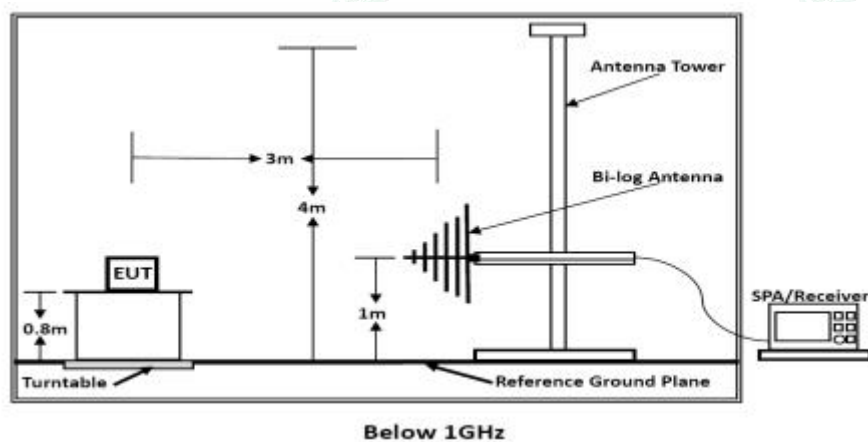 Antenna Tower
3m
Bi-log Antenna
4m
EUT
SPA/Receiver
0.8m
1m
Turntable
Reference Ground Plane
Below 1GHz